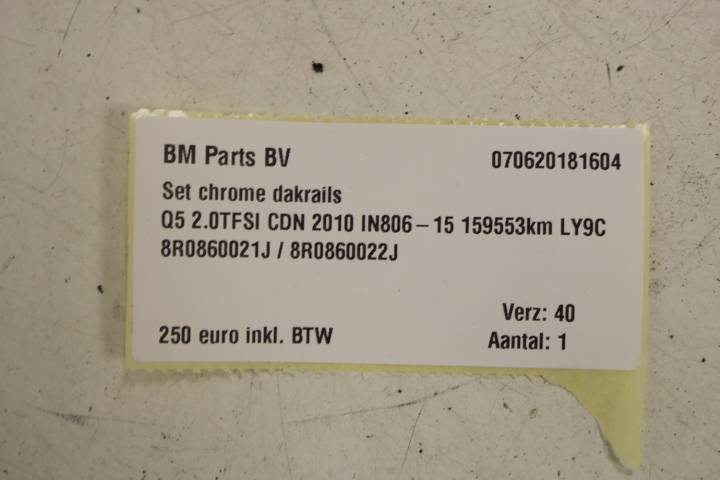 BM Parts BV 070620181604
Set chrome dakrails
Q5 2.0TFSI CDN 2010 IN806-15 159553km LY9C
8R0860021J / 8R0860022J
Verz: 40
250 euro inkl. BTW Aantal: 1